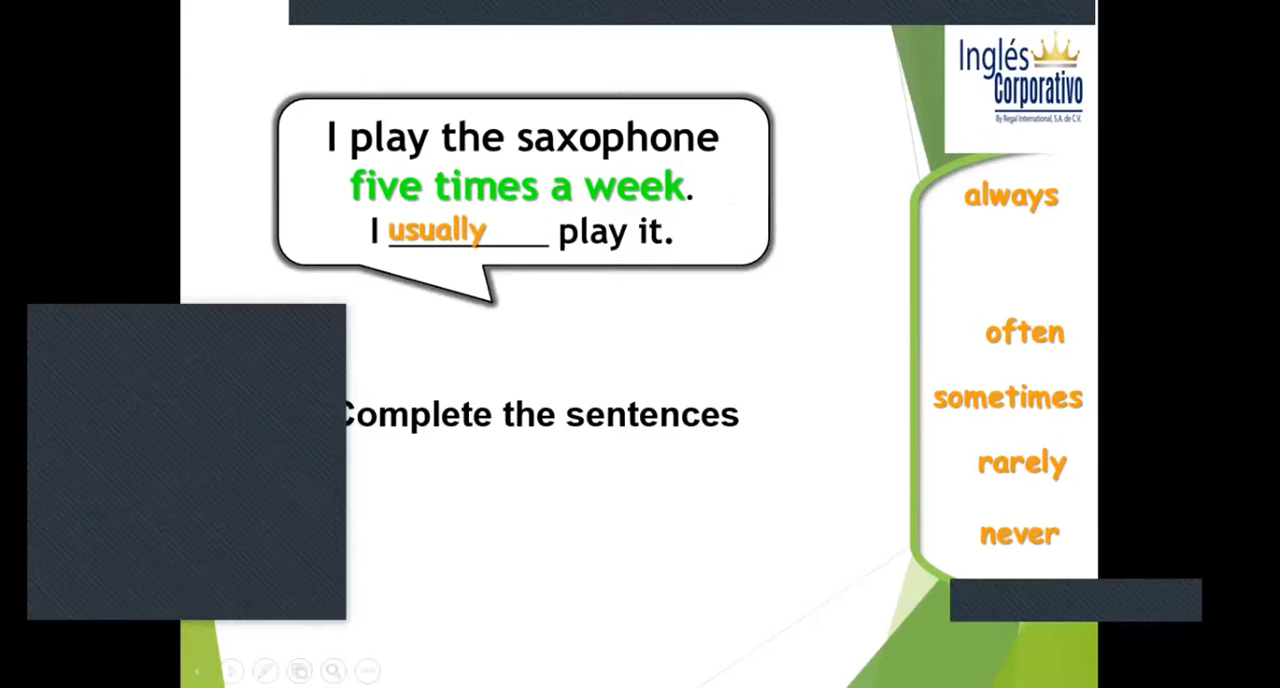 Inglés
Corporativo
By Regal International, S.A. de C.V.
I play the saxophone
five times a week.
I usually play it.
always
often
sometimes
rarely
never
Complete the sentences